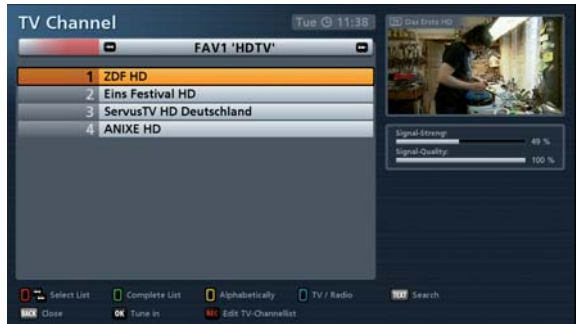 TV Channel
Tue 11:38
Das Erste HD
FAV1 'HDTV'
1 ZDF HD
2 Eins Festival HD
3 ServusTV HD Deutschland
4 ANIXE HD
Signal-Streng:
49 %
Signal-Quality:
100 %
Select List
Complete List
Alphabetically
TV / Radio
TEXT Search
BACK Close
OK Tune in
REC Edit TV-Channellist